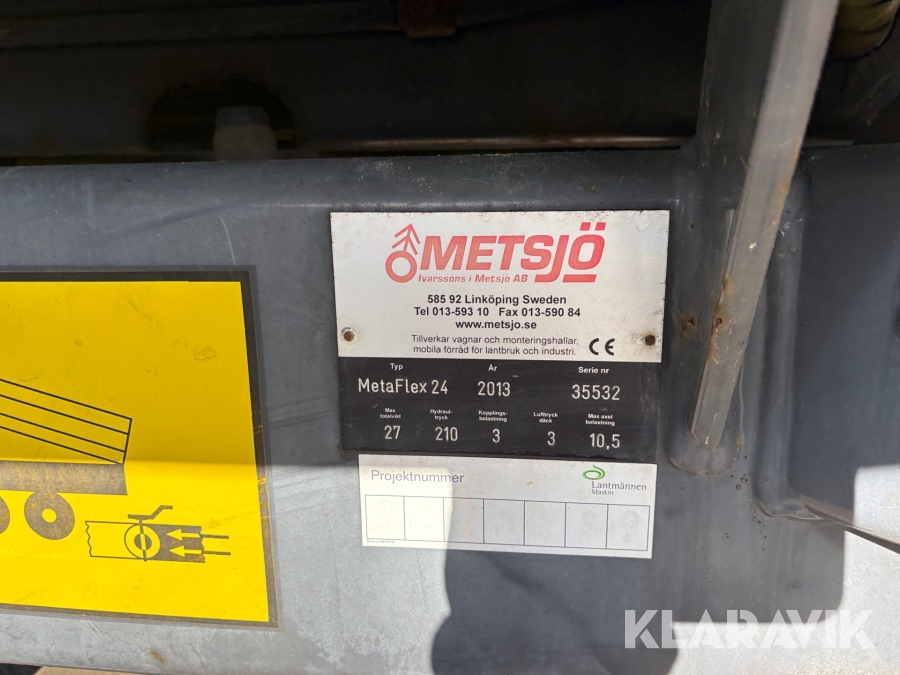 METSJÖ
Ivarssons i Metsjö AB
585 92 Linköping Sweden
Tel 013-593 10 Fax 013-590 84
www.metsjo.se
Tillverkar vagnar och monteringshallar,
mobila förråd för lantbruk och industri.
CE
Typ År Serie nr
MetaFlex 24 2013 35532
Max totalvikt Hydraul-tryck Kopplings-belastning Lufttryck däck Max axel belastning
27 210 3 3 10,5
Projektnummer
Lantmännen
Maskin
KLARAVIK